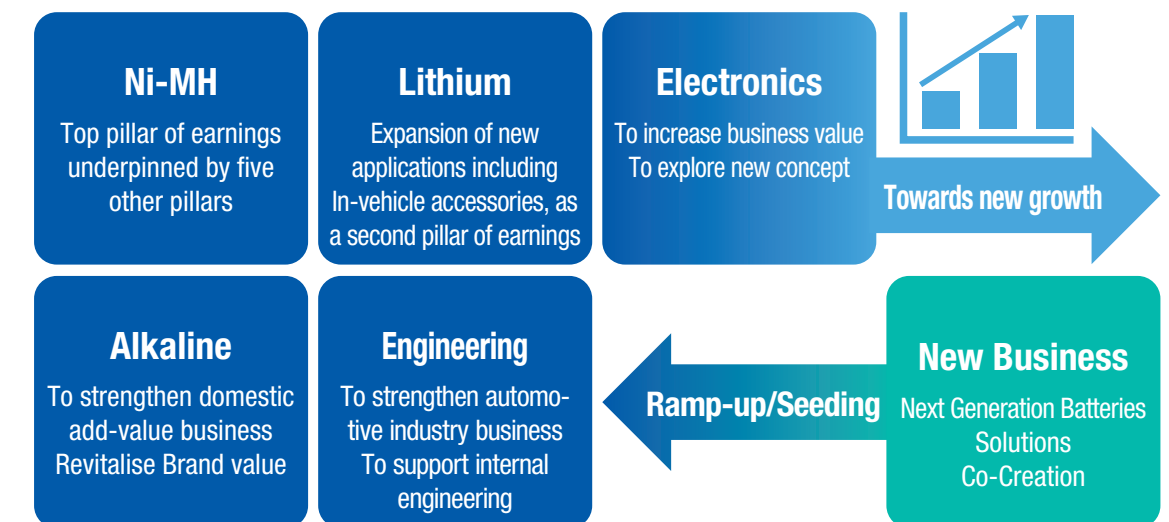 Ni-MH
Top pillar of earnings
underpinned by five
other pillars
Lithium
Expansion of new
applications including
In-vehicle accessories, as
a second pillar of earnings
Electronics
To increase business value
To explore new concept
Towards new growth
Alkaline
To strengthen domestic
add-value business
Revitalise Brand value
Engineering
To strengthen automo-
tive industry business
To support internal
engineering
Ramp-up/Seeding
New Business
Next Generation Batteries
Solutions
Co-Creation